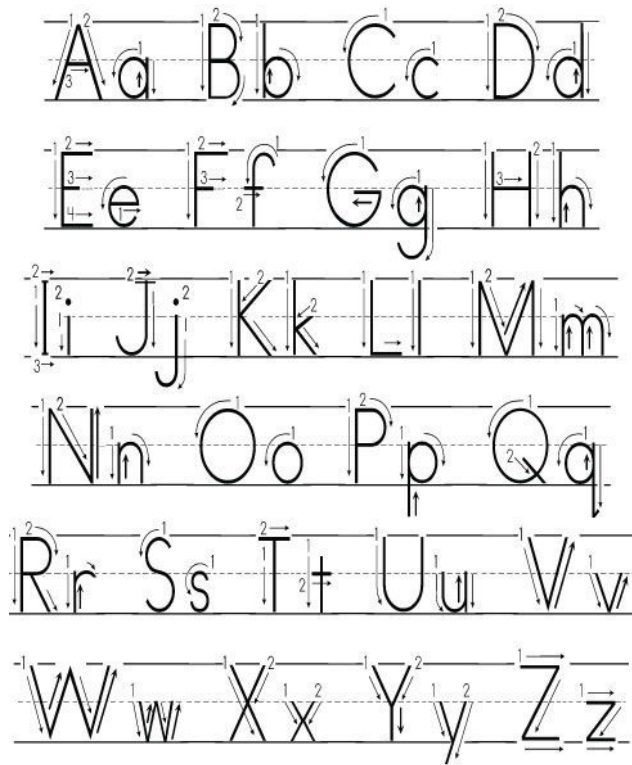 Aa Bb Cc Dd
Ee Ff Gg Hh
Ii Jj Kk Ll Mm
Nn Oo Pp Qq
Rr Ss Tt Uu Vv
Ww Xx Yy Zz